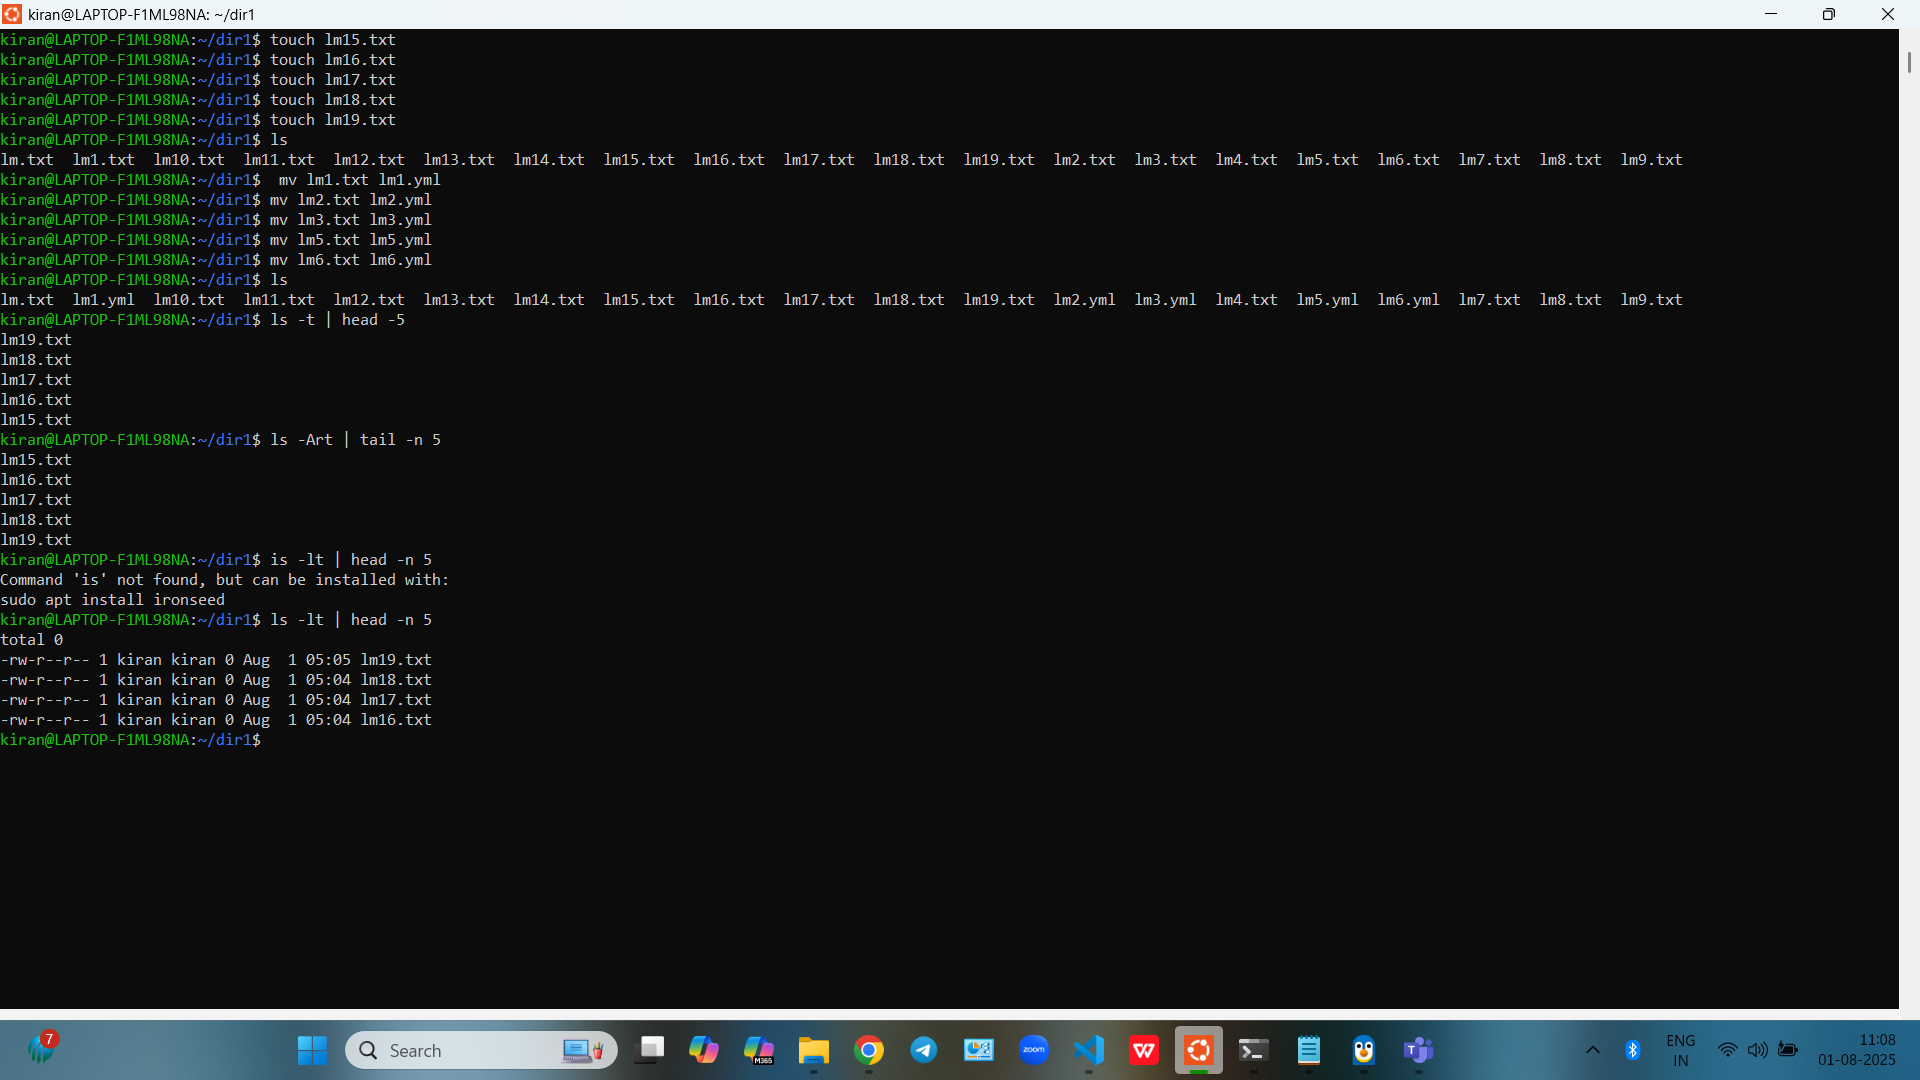 kiran@LAPTOP-F1ML98NA: ~/dir1
kiran@LAPTOP-F1ML98NA:~/dir1$ touch lm15.txt
kiran@LAPTOP-F1ML98NA:~/dir1$ touch lm16.txt
kiran@LAPTOP-F1ML98NA:~/dir1$ touch lm17.txt
kiran@LAPTOP-F1ML98NA:~/dir1$ touch lm18.txt
kiran@LAPTOP-F1ML98NA:~/dir1$ touch lm19.txt
kiran@LAPTOP-F1ML98NA:~/dir1$ ls
lm.txt  lm1.txt  lm10.txt  lm11.txt  lm12.txt  lm13.txt  lm14.txt  lm15.txt  lm16.txt  lm17.txt  lm18.txt  lm19.txt  lm2.txt  lm3.txt  lm4.txt  lm5.txt  lm6.txt  lm7.txt  lm8.txt  lm9.txt
kiran@LAPTOP-F1ML98NA:~/dir1$  mv lm1.txt lm1.yml
kiran@LAPTOP-F1ML98NA:~/dir1$ mv lm2.txt lm2.yml
kiran@LAPTOP-F1ML98NA:~/dir1$ mv lm3.txt lm3.yml
kiran@LAPTOP-F1ML98NA:~/dir1$ mv lm5.txt lm5.yml
kiran@LAPTOP-F1ML98NA:~/dir1$ mv lm6.txt lm6.yml
kiran@LAPTOP-F1ML98NA:~/dir1$ ls
lm.txt  lm1.yml  lm10.txt  lm11.txt  lm12.txt  lm13.txt  lm14.txt  lm15.txt  lm16.txt  lm17.txt  lm18.txt  lm19.txt  lm2.yml  lm3.yml  lm4.txt  lm5.yml  lm6.yml  lm7.txt  lm8.txt  lm9.txt
kiran@LAPTOP-F1ML98NA:~/dir1$ ls -t | head -5
lm19.txt
lm18.txt
lm17.txt
lm16.txt
lm15.txt
kiran@LAPTOP-F1ML98NA:~/dir1$ ls -Art | tail -n 5
lm15.txt
lm16.txt
lm17.txt
lm18.txt
lm19.txt
kiran@LAPTOP-F1ML98NA:~/dir1$ is -lt | head -n 5
Command 'is' not found, but can be installed with:
sudo apt install ironseed
kiran@LAPTOP-F1ML98NA:~/dir1$ ls -lt | head -n 5
total 0
-rw-r--r-- 1 kiran kiran 0 Aug  1 05:05 lm19.txt
-rw-r--r-- 1 kiran kiran 0 Aug  1 05:04 lm18.txt
-rw-r--r-- 1 kiran kiran 0 Aug  1 05:04 lm17.txt
-rw-r--r-- 1 kiran kiran 0 Aug  1 05:04 lm16.txt
kiran@LAPTOP-F1ML98NA:~/dir1$
7
Search
M365
zoom
W
T
ENG
IN
11:08
01-08-2025